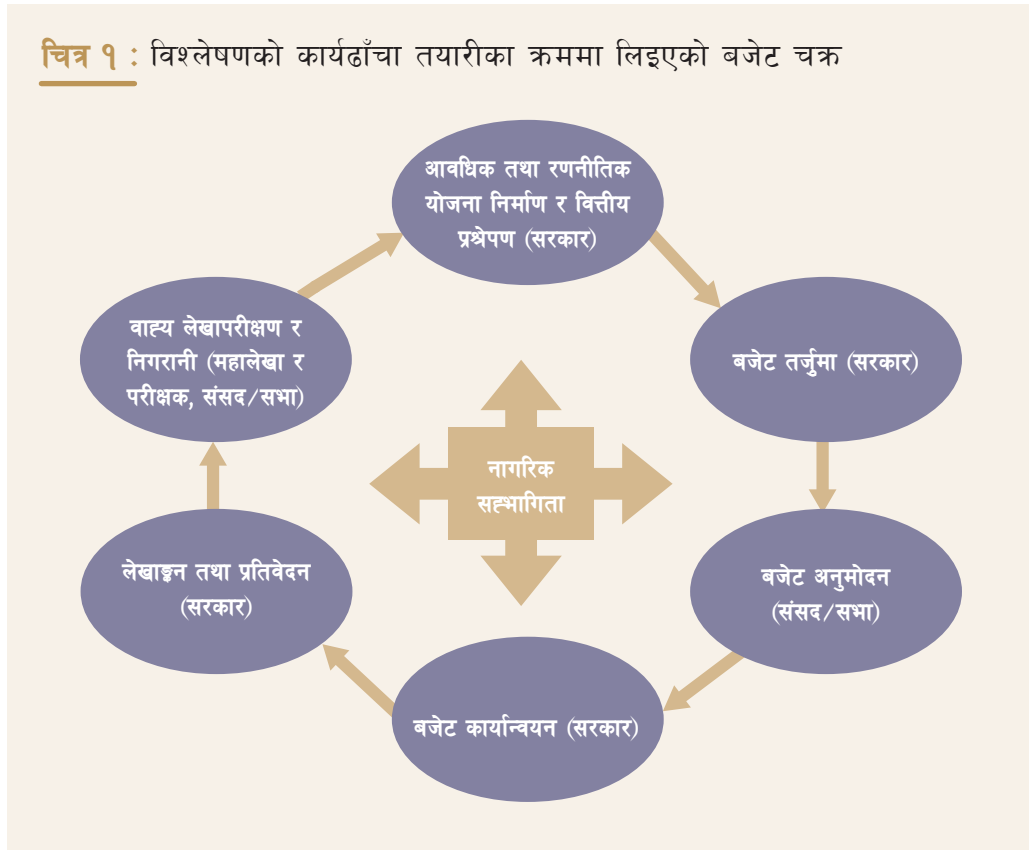 चित्र १ : विश्लेषणको कार्यढाँचा तयारीका क्रममा लिइएको बजेट चक्र
आवधिक तथा रणनीतिक
योजना निर्माण र वित्तीय
प्रश्रेपण (सरकार)
बजेट तर्जुमा (सरकार)
बजेट अनुमोदन
(संसद/सभा)
बजेट कार्यान्वयन (सरकार)
लेखाङ्कन तथा प्रतिवेदन
(सरकार)
वाह्य लेखापरीक्षण र
निगरानी (महालेखा र
परीक्षक, संसद/सभा)
नागरिक
सह्भागिता